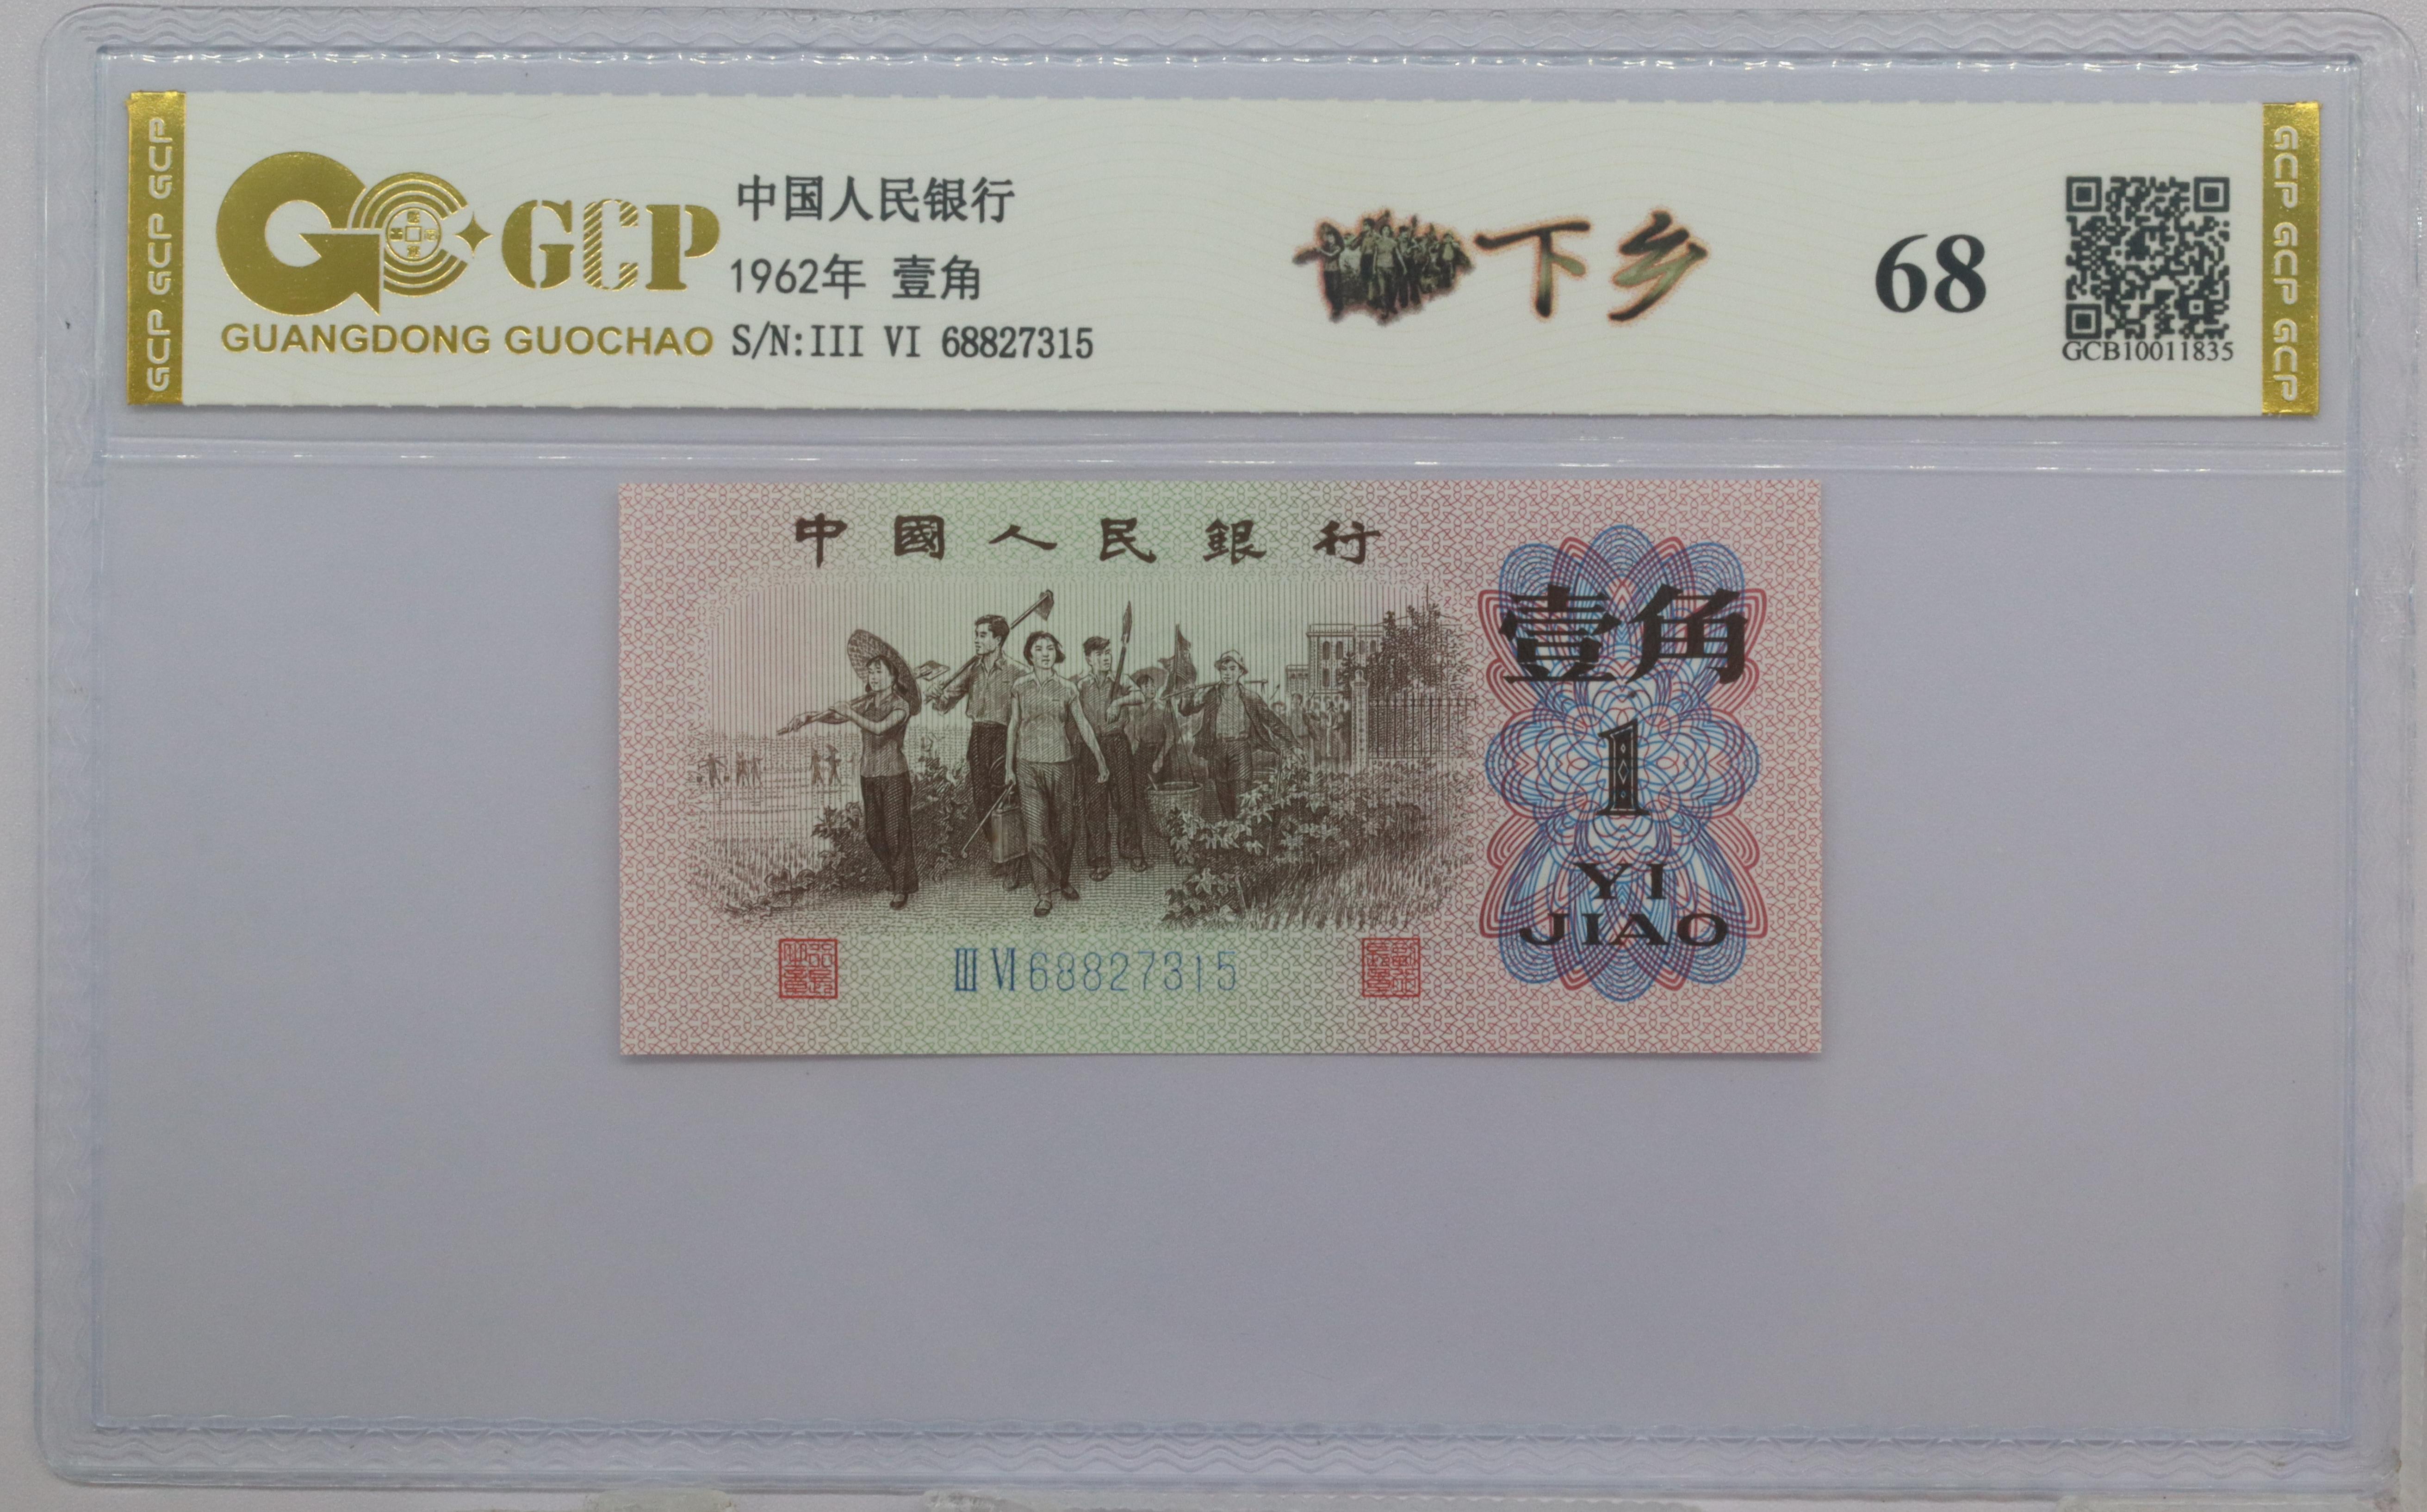 GCP GCP GCP
GCP
GUANGDONG GUOCHAO
中国人民银行
1962年 壹角
S/N:III VI 68827315
下乡
68
GCB10011835
GCP GCP GCP
中國人民銀行
壹角
1
YI
JIAO
III VI 68827315